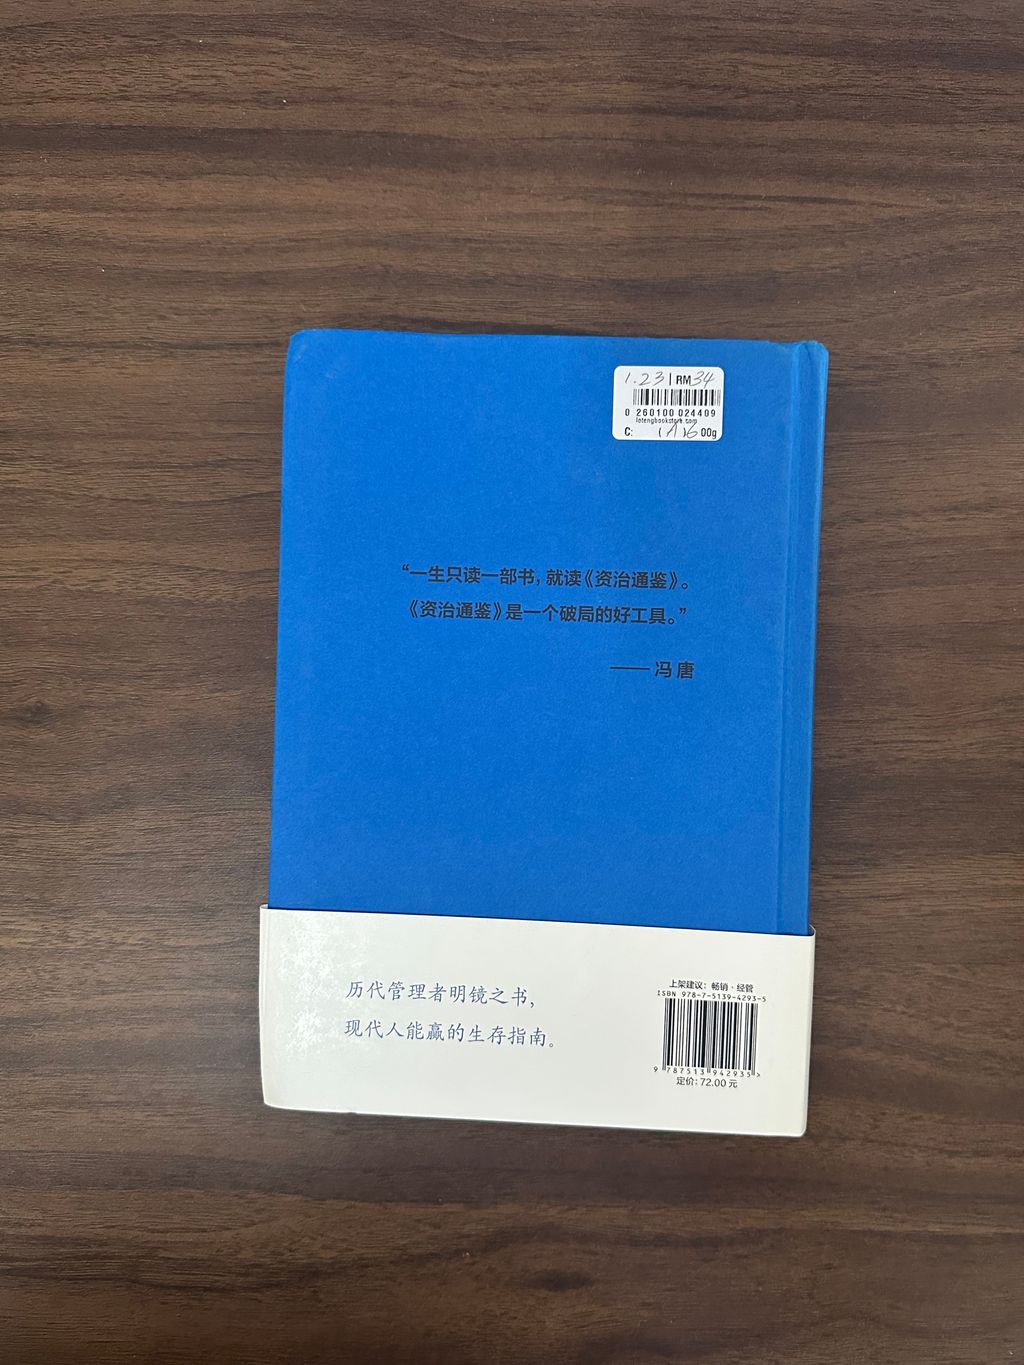 1.23 | RM34
0 260100 024409
lotengbookstore.com
C: 1A16 00g
“一生只读一部书，就读《资治通鉴》。
《资治通鉴》是一个破局的好工具。”
—— 冯 唐
历代管理者明镜之书，
现代人能赢的生存指南。
上架建议：畅销·经管
ISBN 978-7-5139-4293-5
9 787513 942935 >
定价：72.00 元